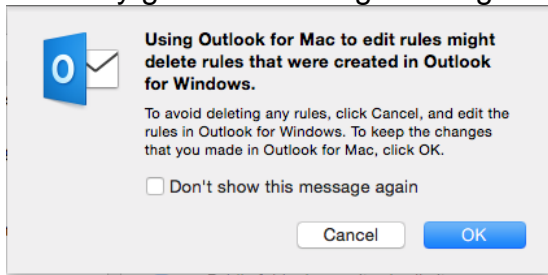 Using Outlook for Mac to edit rules might
delete rules that were created in Outlook
for Windows.
To avoid deleting any rules, click Cancel, and edit the
rules in Outlook for Windows. To keep the changes
that you made in Outlook for Mac, click OK.
Don't show this message again
Cancel
OK